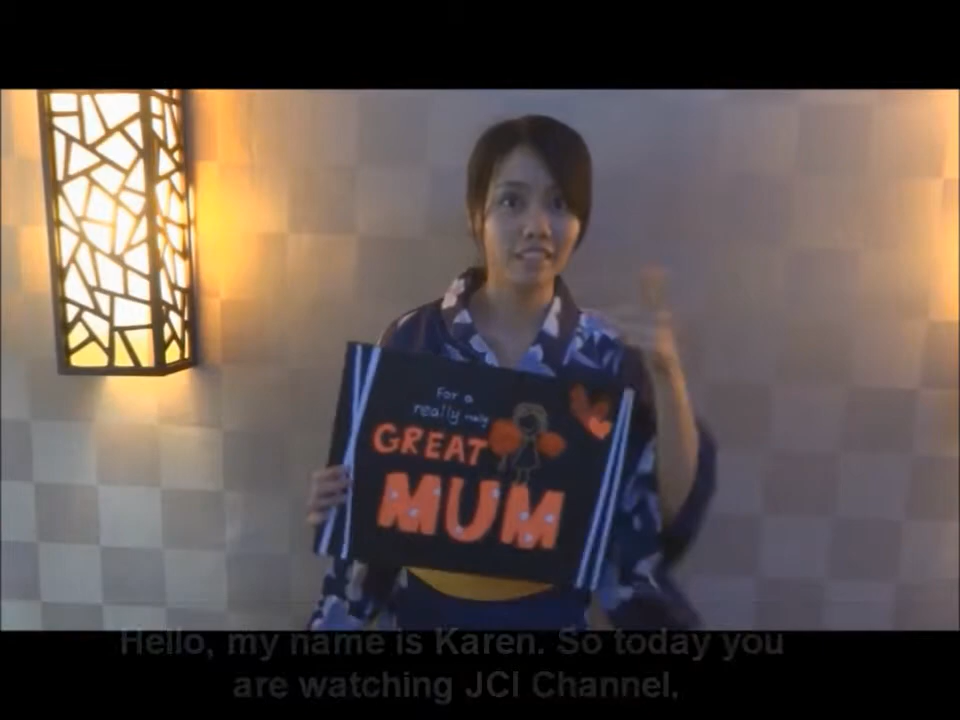 For a
really really
GREAT
MUM
Hello, my name is Karen. So today you
are watching JCI Channel.